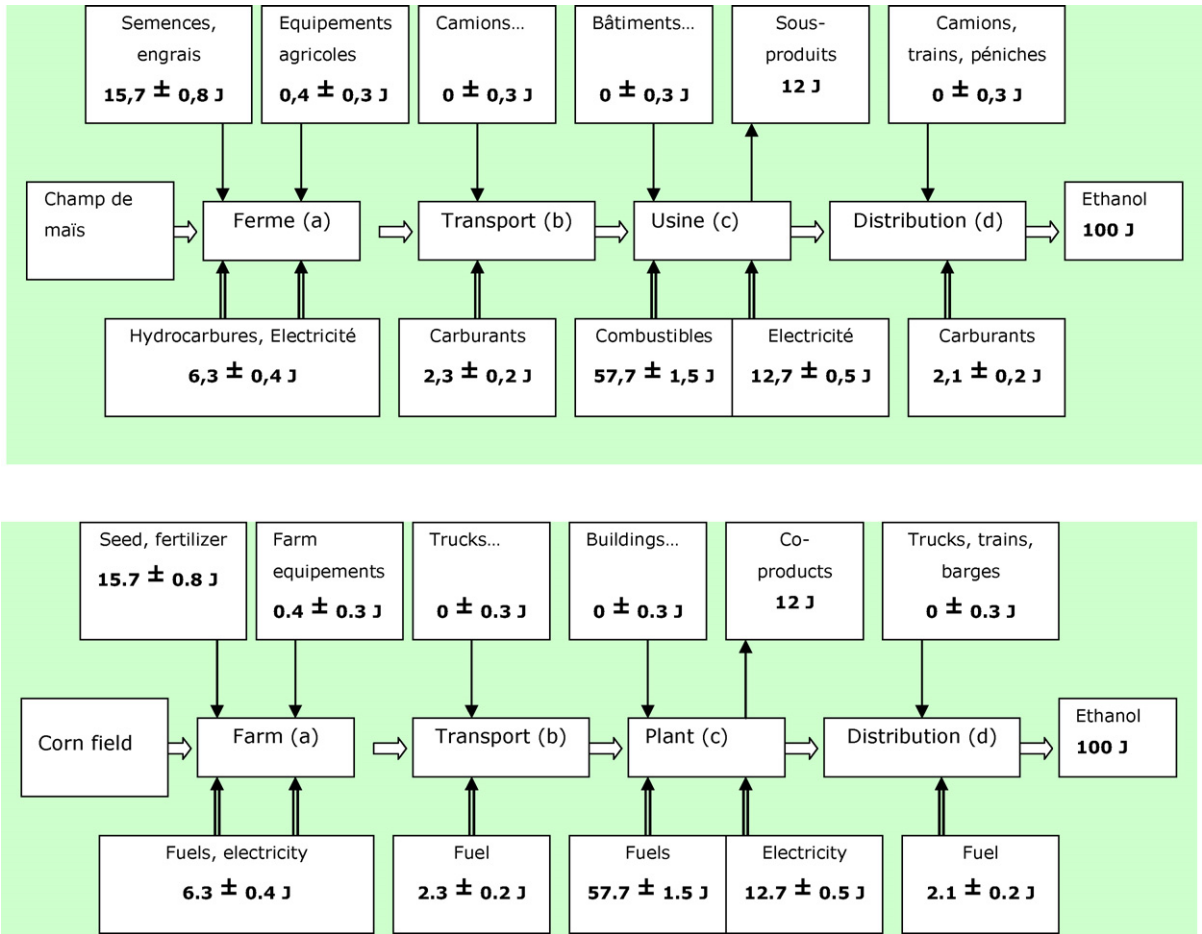 Semences,
engrais
15,7 ± 0,8 J
Equipements
agricoles
0,4 ± 0,3 J
Camions...
0 ± 0,3 J
Bâtiments...
0 ± 0,3 J
Sous-
produits
12 J
Camions,
trains, péniches
0 ± 0,3 J
Champ de
maïs
Ferme (a)
Transport (b)
Usine (c)
Distribution (d)
Ethanol
100 J
Hydrocarbures, Electricité
6,3 ± 0,4 J
Carburants
2,3 ± 0,2 J
Combustibles
57,7 ± 1,5 J
Electricité
12,7 ± 0,5 J
Carburants
2,1 ± 0,2 J
Seed, fertilizer
15.7 ± 0.8 J
Farm
equipements
0.4 ± 0.3 J
Trucks...
0 ± 0.3 J
Buildings...
0 ± 0.3 J
Co-
products
12 J
Trucks, trains,
barges
0 ± 0.3 J
Corn field
Farm (a)
Transport (b)
Plant (c)
Distribution (d)
Ethanol
100 J
Fuels, electricity
6.3 ± 0.4 J
Fuel
2.3 ± 0.2 J
Fuels
57.7 ± 1.5 J
Electricity
12.7 ± 0.5 J
Fuel
2.1 ± 0.2 J